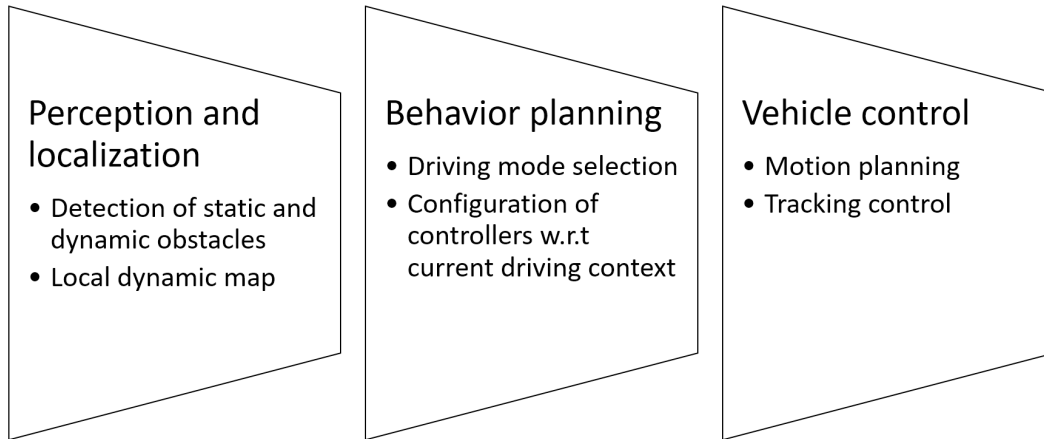 Perception and
localization
• Detection of static and
dynamic obstacles
• Local dynamic map
Behavior planning
• Driving mode selection
• Configuration of
controllers w.r.t
current driving context
Vehicle control
• Motion planning
• Tracking control